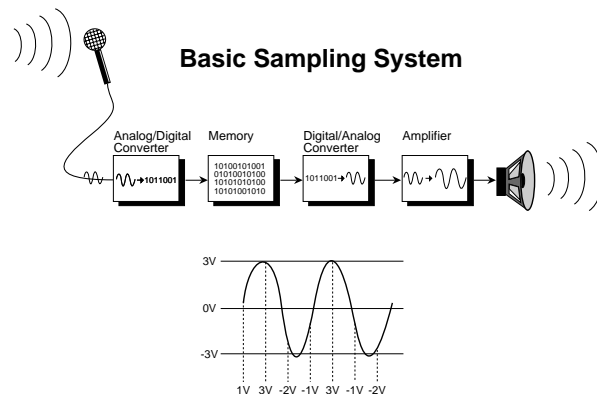 Basic Sampling System
Analog/Digital Converter
Memory
Digital/Analog Converter
Amplifier
1011001
10100101001
01010010100
10101010100
10101001010
1011001
3V
0V
-3V
1V 3V -2V -1V 3V -1V -2V